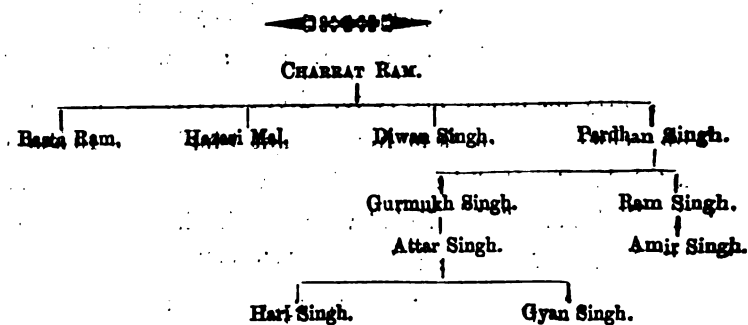 CHARRAT RAM.
Basta Ram. Hazari Mal. Diwan Singh. Pardhan Singh.
Gurmukh Singh. Ram Singh.
Attar Singh. Amir Singh.
Hari Singh. Gyan Singh.